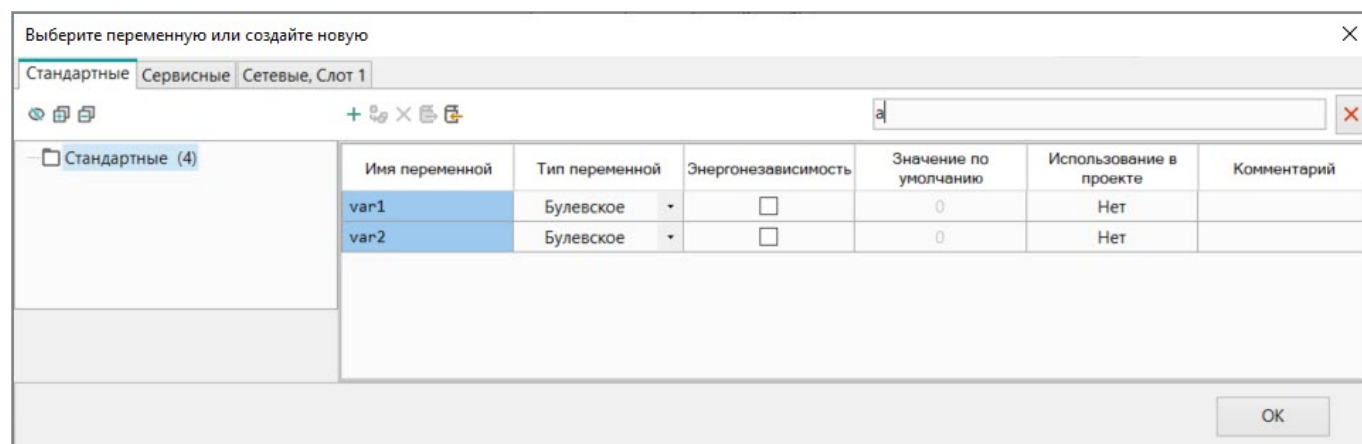 Выберите переменную или создайте новую
Стандартные Сервисные Сетевые, Слот 1
a
Стандартные (4)
Имя переменной Тип переменной Энергонезависимость Значение по умолчанию Использование в проекте Комментарий
var1 Булевское 0 Нет
var2 Булевское 0 Нет
OK